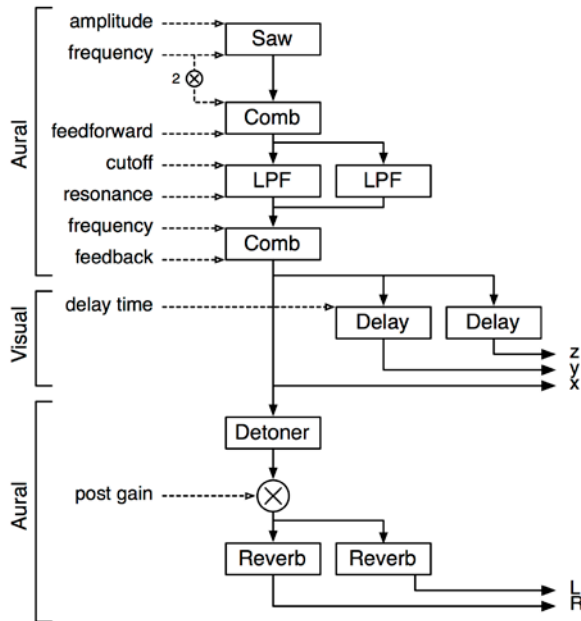 Aural
amplitude
Saw
frequency
2
Comb
feedforward
cutoff
LPF
LPF
resonance
frequency
Comb
feedback
Visual
delay time
Delay
Delay
z
y
x
Aural
Detoner
post gain
Reverb
Reverb
L
R